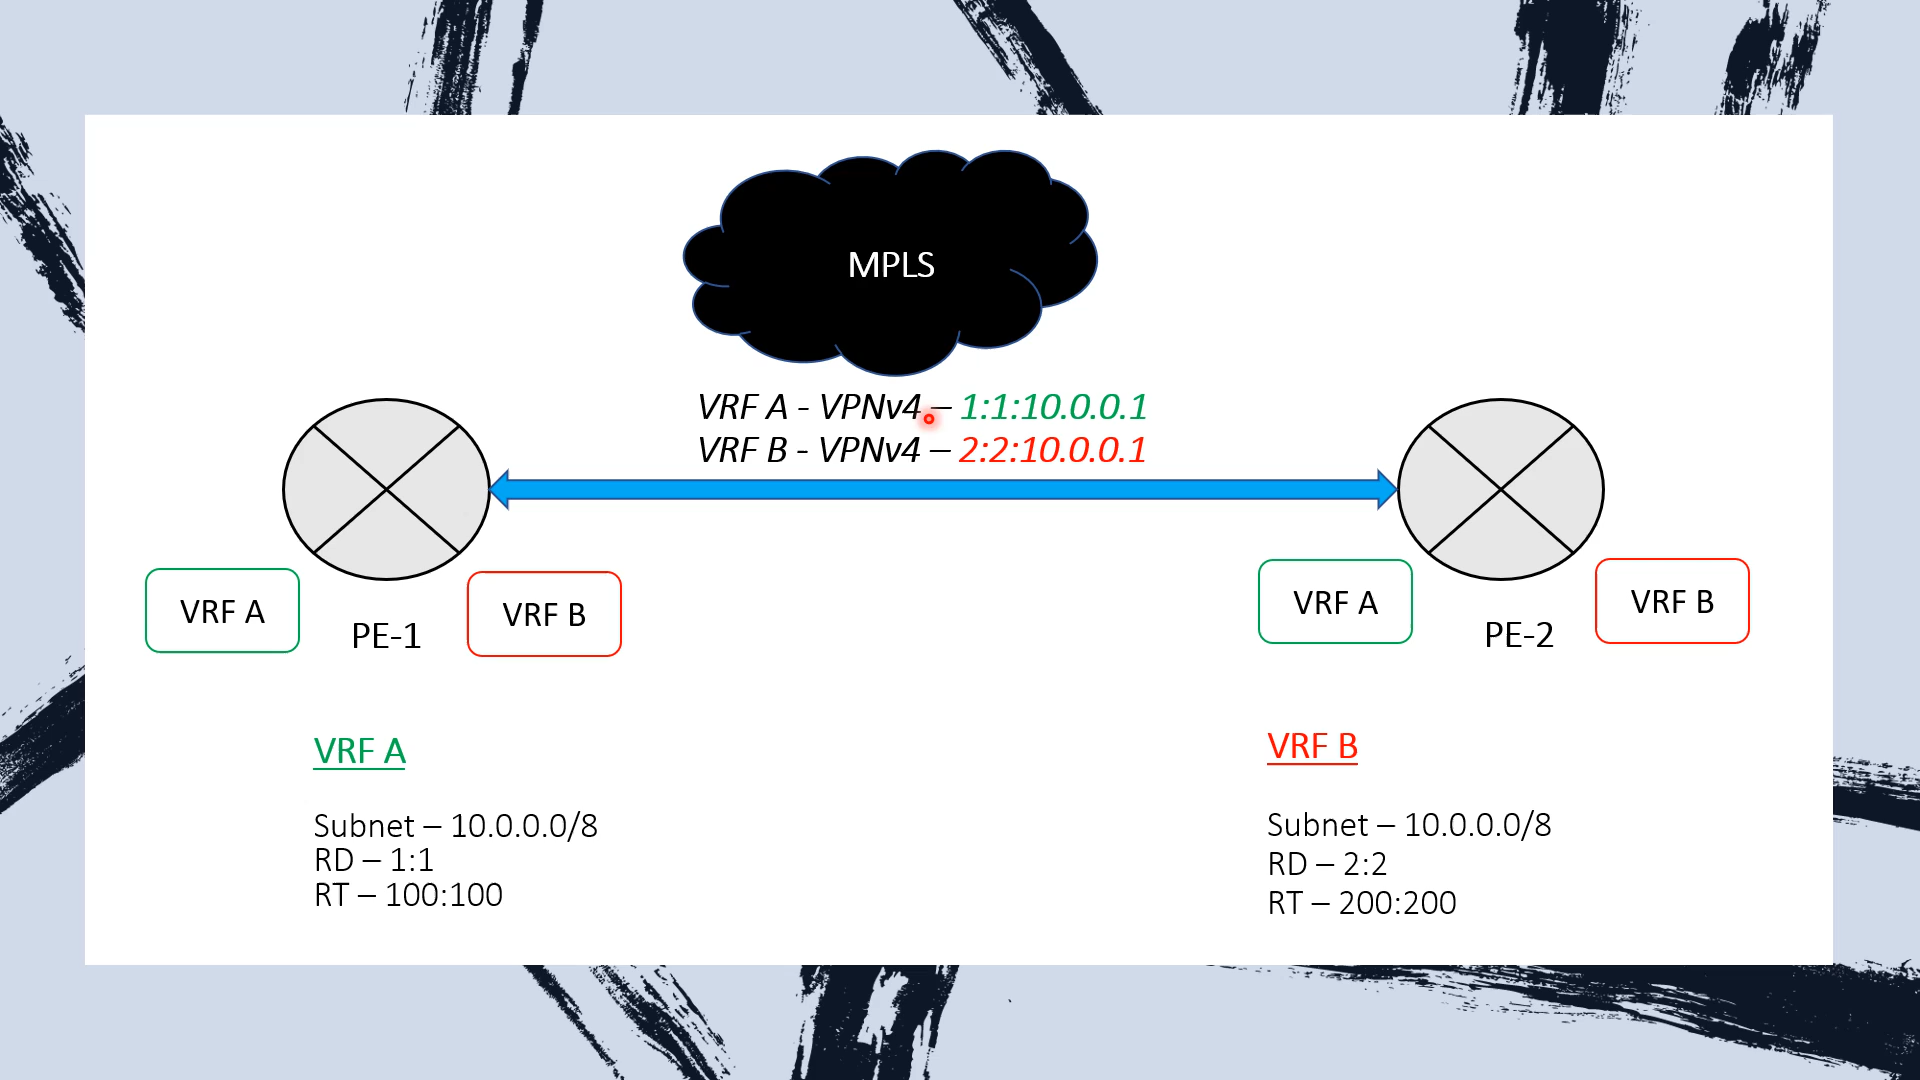 MPLS
VRF A - VPNv4 – 1:1:10.0.0.1
VRF B - VPNv4 – 2:2:10.0.0.1
VRF A
PE-1
VRF B
VRF A
PE-2
VRF B
VRF A
Subnet – 10.0.0.0/8
RD – 1:1
RT – 100:100
VRF B
Subnet – 10.0.0.0/8
RD – 2:2
RT – 200:200